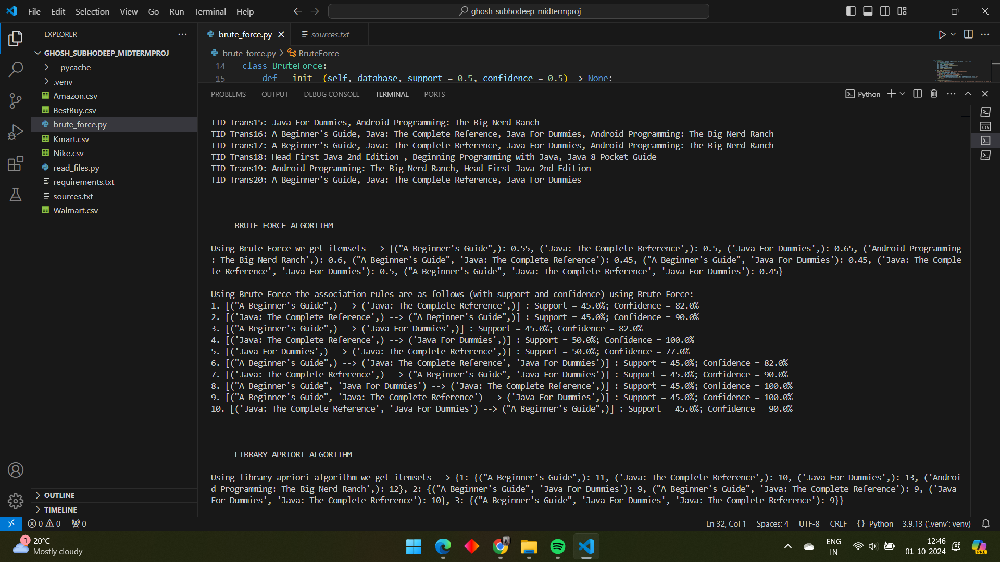 File Edit Selection View Go Run Terminal Help
ghosh_subhodeep_midtermproj
EXPLORER
GHOSH_SUBHODEEP_MIDTERMPROJ
__pycache__
.venv
Amazon.csv
BestBuy.csv
brute_force.py
Kmart.csv
Nike.csv
read_files.py
requirements.txt
sources.txt
Walmart.csv
OUTLINE
TIMELINE
brute_force.py
sources.txt
brute_force.py > BruteForce
14 class BruteForce:
15 def init (self, database, support = 0.5, confidence = 0.5) -> None:
PROBLEMS OUTPUT DEBUG CONSOLE TERMINAL PORTS
Python
TID Trans15: Java For Dummies, Android Programming: The Big Nerd Ranch
TID Trans16: A Beginner's Guide, Java: The Complete Reference, Java For Dummies, Android Programming: The Big Nerd Ranch
TID Trans17: A Beginner's Guide, Java: The Complete Reference, Java For Dummies, Android Programming: The Big Nerd Ranch
TID Trans18: Head First Java 2nd Edition , Beginning Programming with Java, Java 8 Pocket Guide
TID Trans19: Android Programming: The Big Nerd Ranch, Head First Java 2nd Edition
TID Trans20: A Beginner's Guide, Java: The Complete Reference, Java For Dummies
-----BRUTE FORCE ALGORITHM-----
Using Brute Force we get itemsets --> {("A Beginner's Guide",): 0.55, ('Java: The Complete Reference',): 0.5, ('Java For Dummies',): 0.65, ('Android Programming
: The Big Nerd Ranch',): 0.6, ("A Beginner's Guide", 'Java: The Complete Reference'): 0.45, ("A Beginner's Guide", 'Java For Dummies'): 0.45, ('Java: The Comple
te Reference', 'Java For Dummies'): 0.5, ("A Beginner's Guide", 'Java: The Complete Reference', 'Java For Dummies'): 0.45}
Using Brute Force the association rules are as follows (with support and confidence) using Brute Force:
1. [("A Beginner's Guide",) --> ('Java: The Complete Reference',)] : Support = 45.0%; Confidence = 82.0%
2. [('Java: The Complete Reference',) --> ("A Beginner's Guide",)] : Support = 45.0%; Confidence = 90.0%
3. [("A Beginner's Guide",) --> ('Java For Dummies',)] : Support = 45.0%; Confidence = 82.0%
4. [('Java: The Complete Reference',) --> ('Java For Dummies',)] : Support = 50.0%; Confidence = 100.0%
5. [('Java For Dummies',) --> ('Java: The Complete Reference',)] : Support = 50.0%; Confidence = 77.0%
6. [("A Beginner's Guide",) --> ('Java: The Complete Reference', 'Java For Dummies')] : Support = 45.0%; Confidence = 82.0%
7. [('Java: The Complete Reference',) --> ("A Beginner's Guide", 'Java For Dummies')] : Support = 45.0%; Confidence = 90.0%
8. [("A Beginner's Guide", 'Java For Dummies') --> ('Java: The Complete Reference',)] : Support = 45.0%; Confidence = 100.0%
9. [("A Beginner's Guide", 'Java: The Complete Reference') --> ('Java For Dummies',)] : Support = 45.0%; Confidence = 100.0%
10. [('Java: The Complete Reference', 'Java For Dummies') --> ("A Beginner's Guide",)] : Support = 45.0%; Confidence = 90.0%
-----LIBRARY APRIORI ALGORITHM-----
Using library apriori algorithm we get itemsets --> {1: {("A Beginner's Guide",): 11, ('Java: The Complete Reference',): 10, ('Java For Dummies',): 13, ('Androi
d Programming: The Big Nerd Ranch',): 12}, 2: {("A Beginner's Guide", 'Java For Dummies'): 9, ("A Beginner's Guide", 'Java: The Complete Reference'): 9, ('Java
For Dummies', 'Java: The Complete Reference'): 10}, 3: {("A Beginner's Guide", 'Java For Dummies', 'Java: The Complete Reference'): 9}}
0 0 0 Ln 32, Col 1 Spaces: 4 UTF-8 CRLF {} Python 3.9.13 ('.venv': venv)
1
20°C
Mostly cloudy
ENG
IN
12:46
01-10-2024
PRE